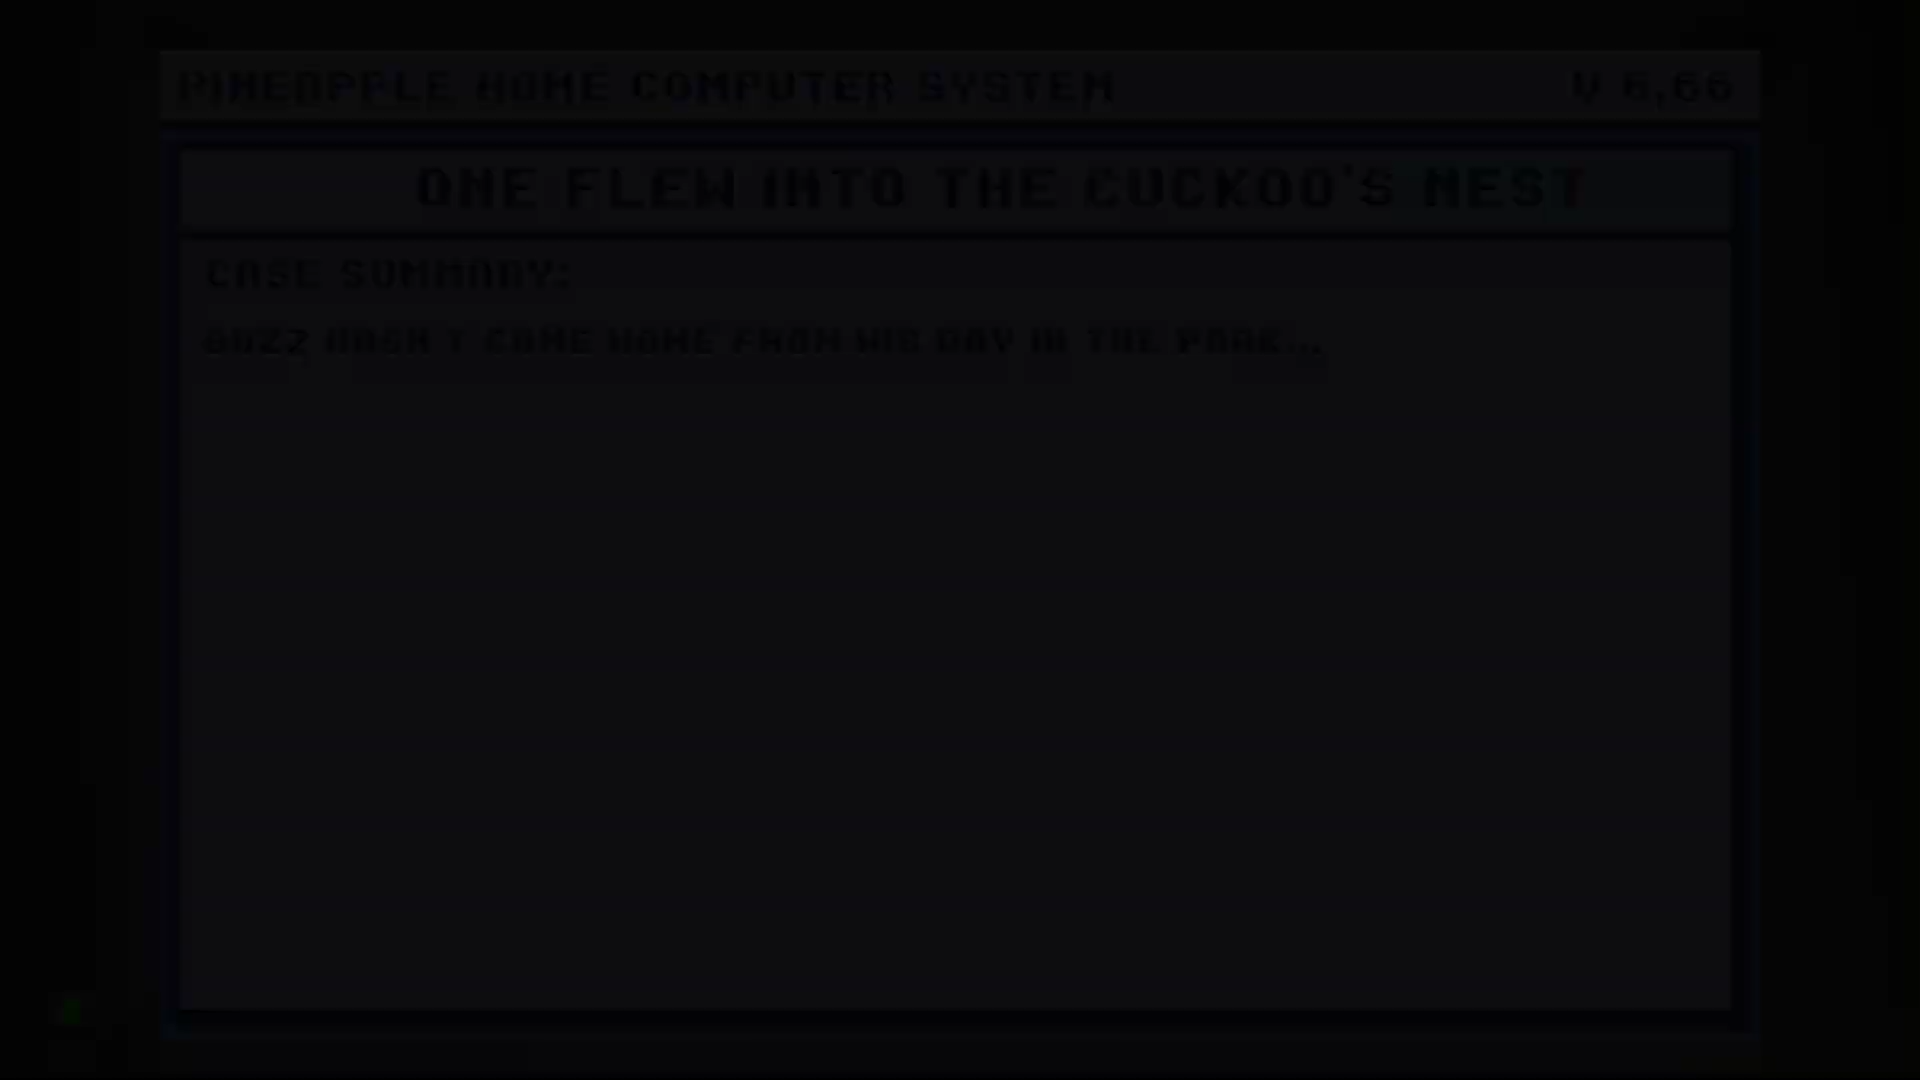 PINEAPPLE HOME COMPUTER SYSTEM
V 6,66
ONE FLEW INTO THE CUCKOO'S NEST
CASE SUMMARY:
BUZZ HASN'T COME HOME FROM HIS DAY IN THE PARK...